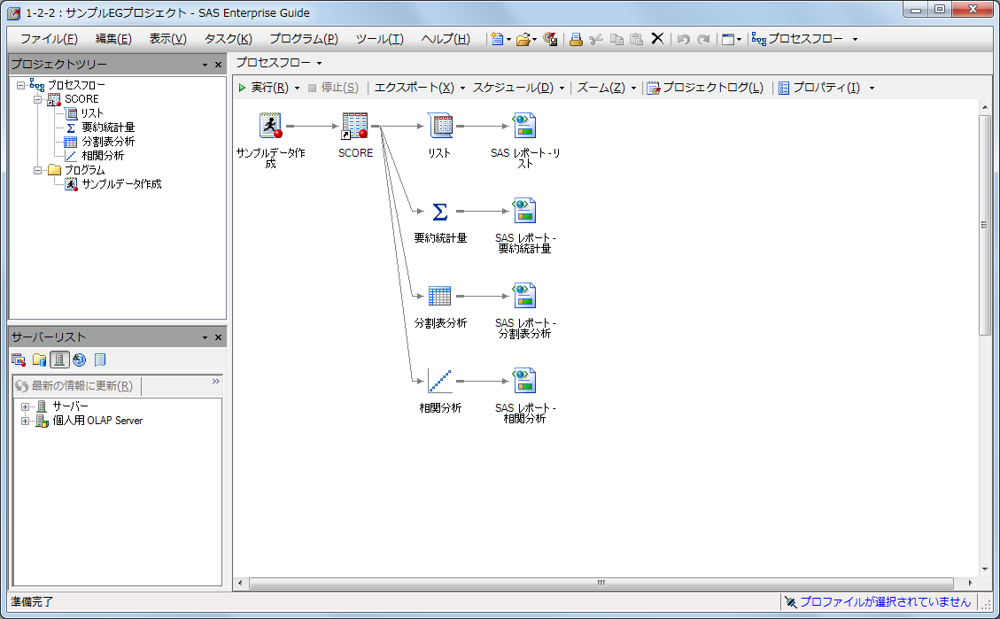 1-2-2：サンプルEGプロジェクト - SAS Enterprise Guide
ファイル(F) 編集(E) 表示(V) タスク(K) プログラム(P) ツール(T) ヘルプ(H) プロセスフロー
プロジェクトツリー
プロセスフロー
SCORE
リスト
要約統計量
分割表分析
相関分析
プログラム
サンプルデータ作成
サーバーリスト
最新の情報に更新(R)
サーバー
個人用 OLAP Server
プロセスフロー
実行(R) 停止(S) エクスポート(X) スケジュール(D) ズーム(Z) プロジェクトログ(L) プロパティ(I)
サンプルデータ作
成
SCORE
リスト
SAS レポート - リ
スト
要約統計量
SAS レポート -
要約統計量
分割表分析
SAS レポート -
分割表分析
相関分析
SAS レポート -
相関分析
準備完了
プロファイルが選択されていません